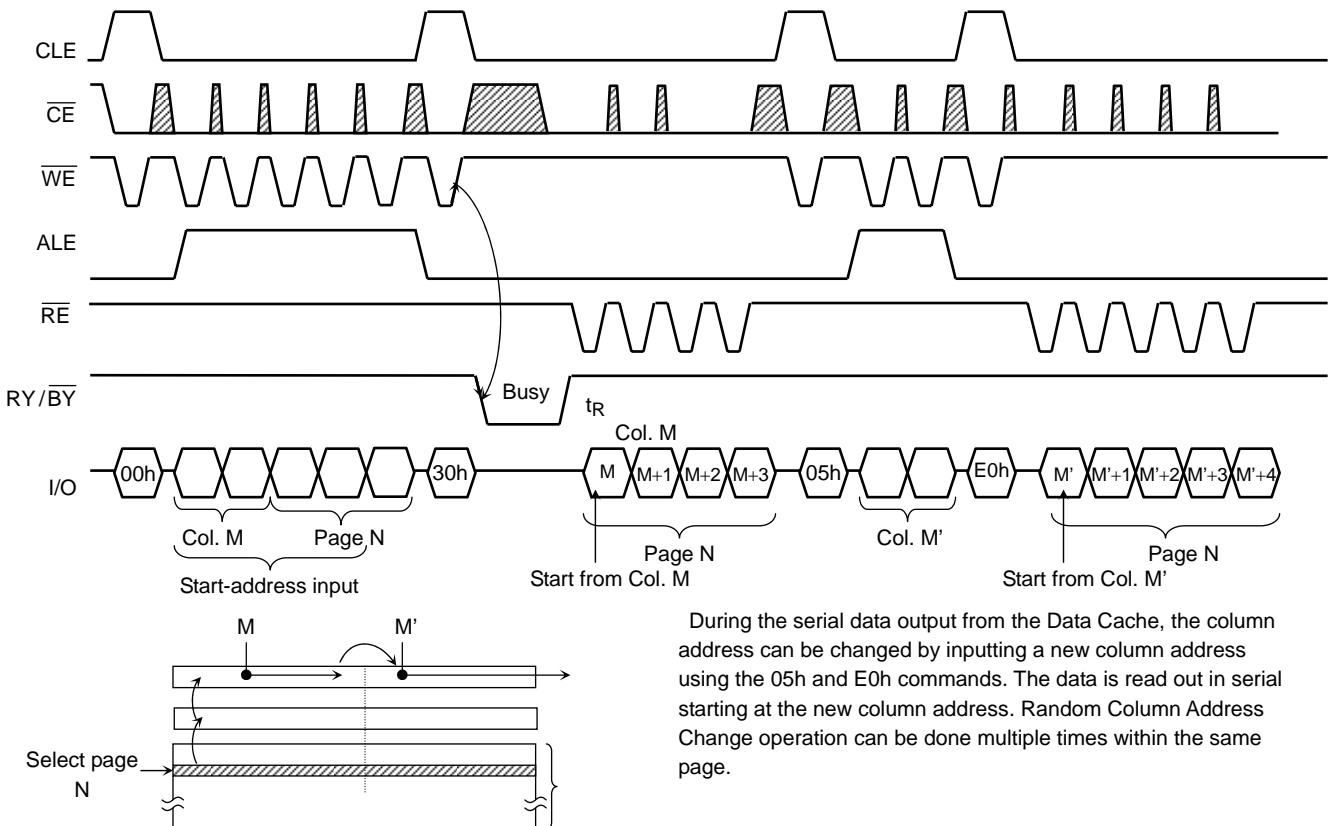 CLE
CE
WE
ALE
RE
RY/BY
Busy
tR
Col. M
I/O
00h
30h
M M+1 M+2 M+3
05h
E0h
M' M'+1 M'+2 M'+3 M'+4
Col. M
Page N
Start-address input
Page N
Start from Col. M
Col. M'
Page N
Start from Col. M'
M
M'
Select page
N
During the serial data output from the Data Cache, the column
address can be changed by inputting a new column address
using the 05h and E0h commands. The data is read out in serial
starting at the new column address. Random Column Address
Change operation can be done multiple times within the same
page.